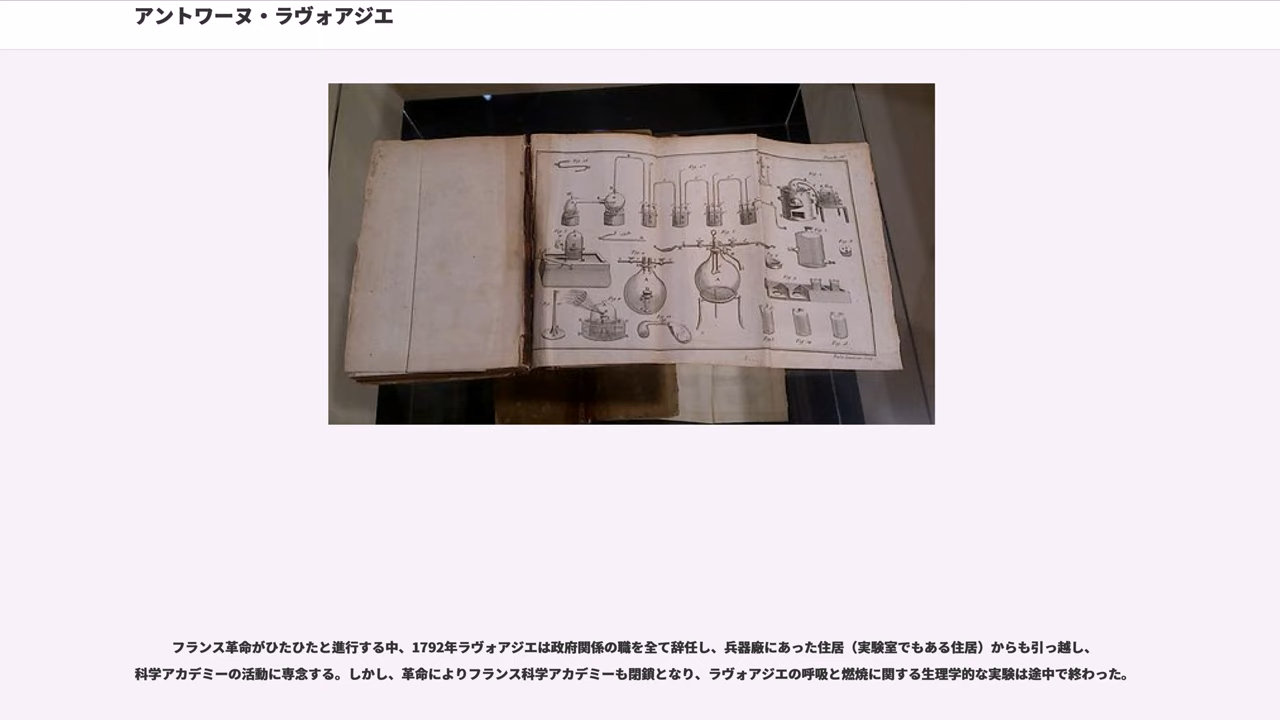 アントワーヌ・ラヴォアジエ
フランス革命がひたひたと進行する中、1792年ラヴォアジエは政府関係の職を全て辞任し、兵器廠にあった住居（実験室でもある住居）からも引っ越し、
科学アカデミーの活動に専念する。しかし、革命によりフランス科学アカデミーも閉鎖となり、ラヴォアジエの呼吸と燃焼に関する生理学的な実験は途中で終わった。